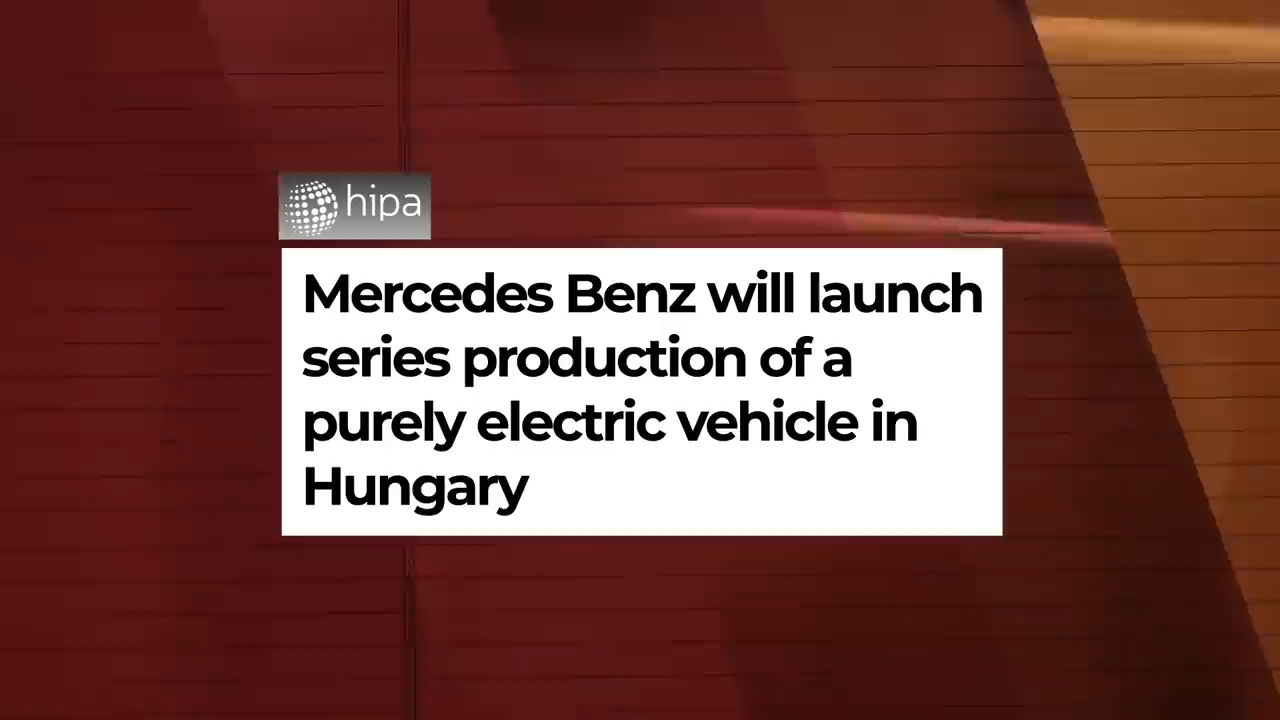 hipa
Mercedes Benz will launch
series production of a
purely electric vehicle in
Hungary